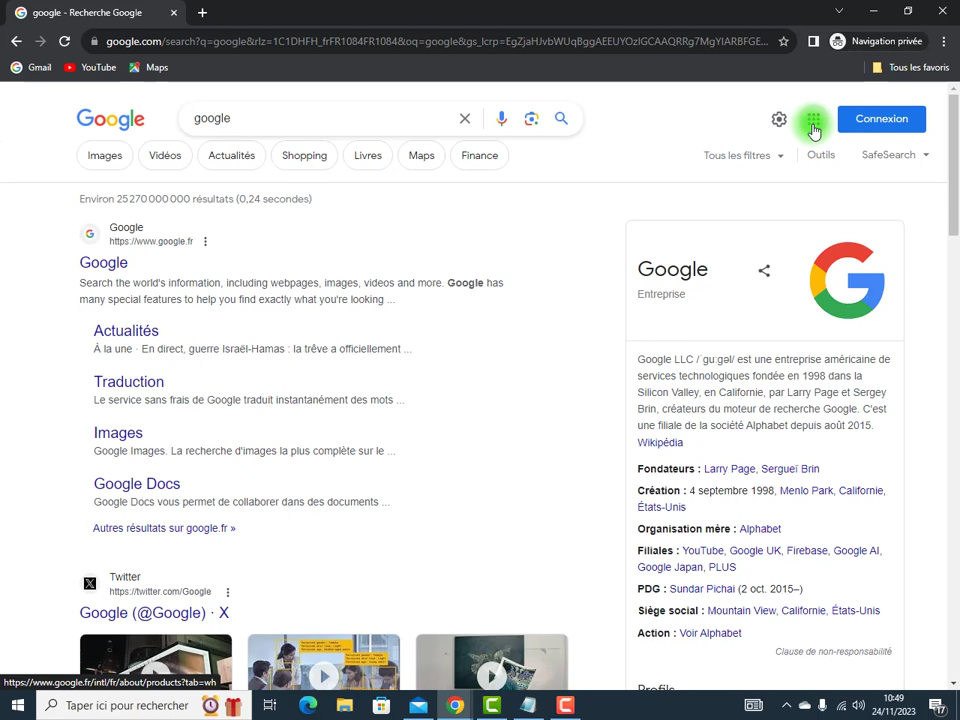 google - Recherche Google
google.com/search?q=google&rlz=1C1DHF_frFR1084FR1084&oq=google&gs_lcrp=EgZjaHJvbWUqBggAEEUYOzIGCAAQRRg7MgYIARBFGE...
Navigation privée
Gmail
YouTube
Maps
Tous les favoris
Google
google
Connexion
Images
Vidéos
Actualités
Shopping
Livres
Maps
Finance
Tous les filtres
Outils
SafeSearch
Environ 25 270 000 000 résultats (0,24 secondes)
Google
https://www.google.fr
Google
Search the world's information, including webpages, images, videos and more. Google has
many special features to help you find exactly what you're looking ...
Actualités
À la une · En direct, guerre Israël-Hamas : la trêve a officiellement ...
Traduction
Le service sans frais de Google traduit instantanément des mots ...
Images
Google Images. La recherche d'images la plus complète sur le ...
Google Docs
Google Docs vous permet de collaborer dans des documents ...
Autres résultats sur google.fr »
Twitter
https://twitter.com/Google
Google (@Google) · X
Google
Entreprise
Google LLC /ˈguːgəl/ est une entreprise américaine de
services technologiques fondée en 1998 dans la
Silicon Valley, en Californie, par Larry Page et Sergey
Brin, créateurs du moteur de recherche Google. C'est
une filiale de la société Alphabet depuis août 2015.
Wikipédia
Fondateurs : Larry Page, Sergueï Brin
Création : 4 septembre 1998, Menlo Park, Californie,
États-Unis
Organisation mère : Alphabet
Filiales : YouTube, Google UK, Firebase, Google AI,
Google Japan, PLUS
PDG : Sundar Pichai (2 oct. 2015–)
Siège social : Mountain View, Californie, États-Unis
Action : Voir Alphabet
Clause de non-responsabilité
Profils
https://www.google.fr/intl/fr/about/products?tab=wh
Taper ici pour rechercher
10:49
24/11/2023
17